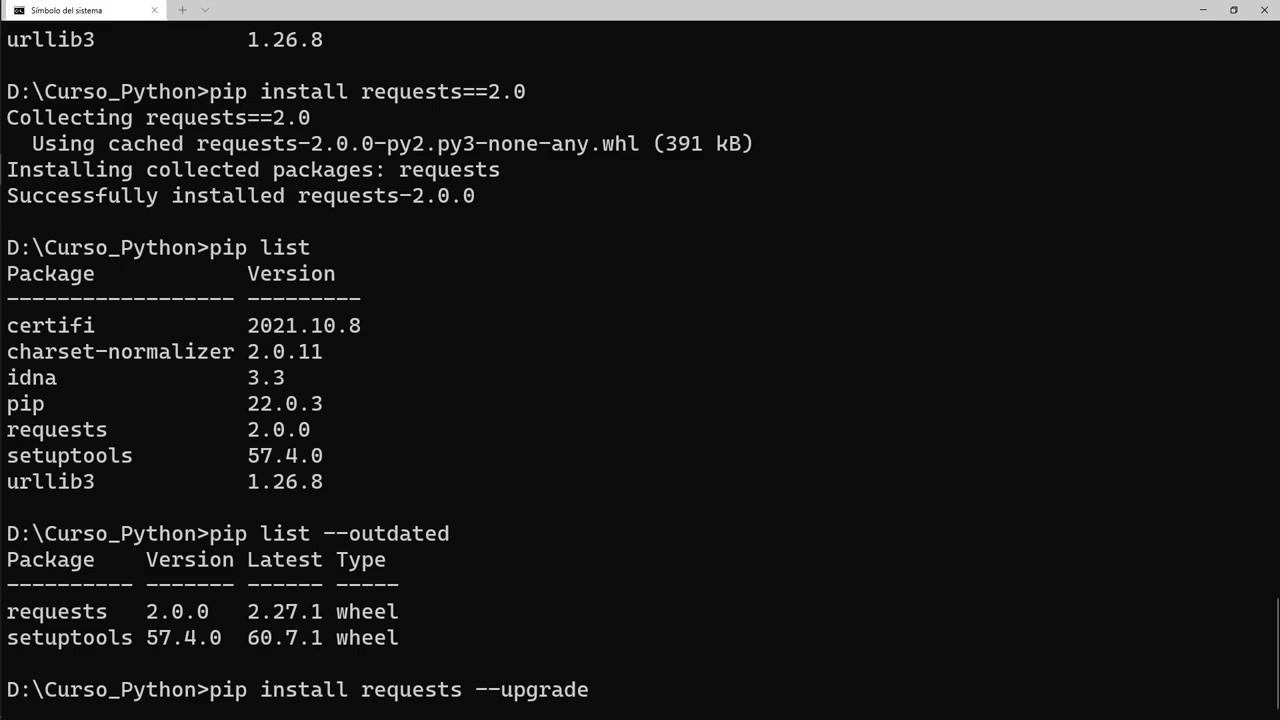 Símbolo del sistema
urllib3            1.26.8
D:\Curso_Python>pip install requests==2.0
Collecting requests==2.0
  Using cached requests-2.0.0-py2.py3-none-any.whl (391 kB)
Installing collected packages: requests
Successfully installed requests-2.0.0
D:\Curso_Python>pip list
Package            Version
------------------ ---------
certifi            2021.10.8
charset-normalizer 2.0.11
idna               3.3
pip                22.0.3
requests           2.0.0
setuptools         57.4.0
urllib3            1.26.8
D:\Curso_Python>pip list --outdated
Package    Version Latest Type
---------- ------- ------ -----
requests   2.0.0   2.27.1 wheel
setuptools 57.4.0  60.7.1 wheel
D:\Curso_Python>pip install requests --upgrade